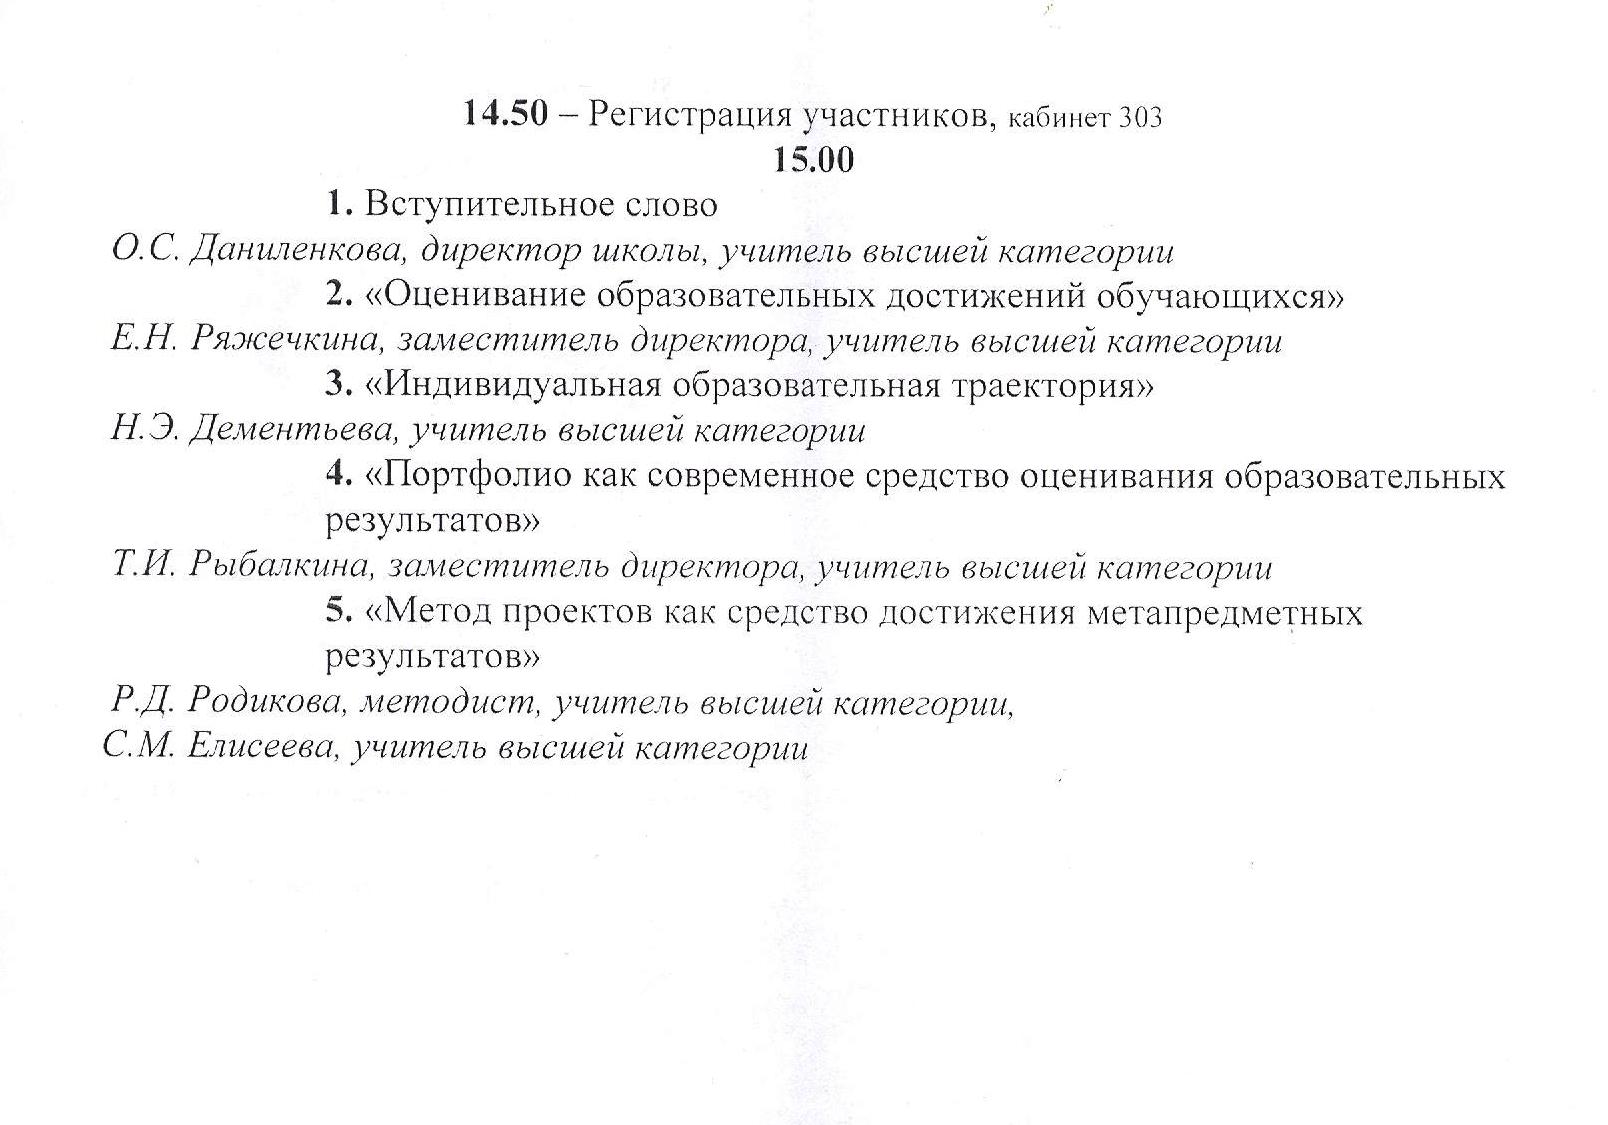 14.50 – Регистрация участников, кабинет 303
15.00
1. Вступительное слово
О.С. Даниленкова, директор школы, учитель высшей категории
2. «Оценивание образовательных достижений обучающихся»
Е.Н. Ряжечкина, заместитель директора, учитель высшей категории
3. «Индивидуальная образовательная траектория»
Н.Э. Дементьева, учитель высшей категории
4. «Портфолио как современное средство оценивания образовательных
результатов»
Т.И. Рыбалкина, заместитель директора, учитель высшей категории
5. «Метод проектов как средство достижения метапредметных
результатов»
Р.Д. Родикова, методист, учитель высшей категории,
С.М. Елисеева, учитель высшей категории